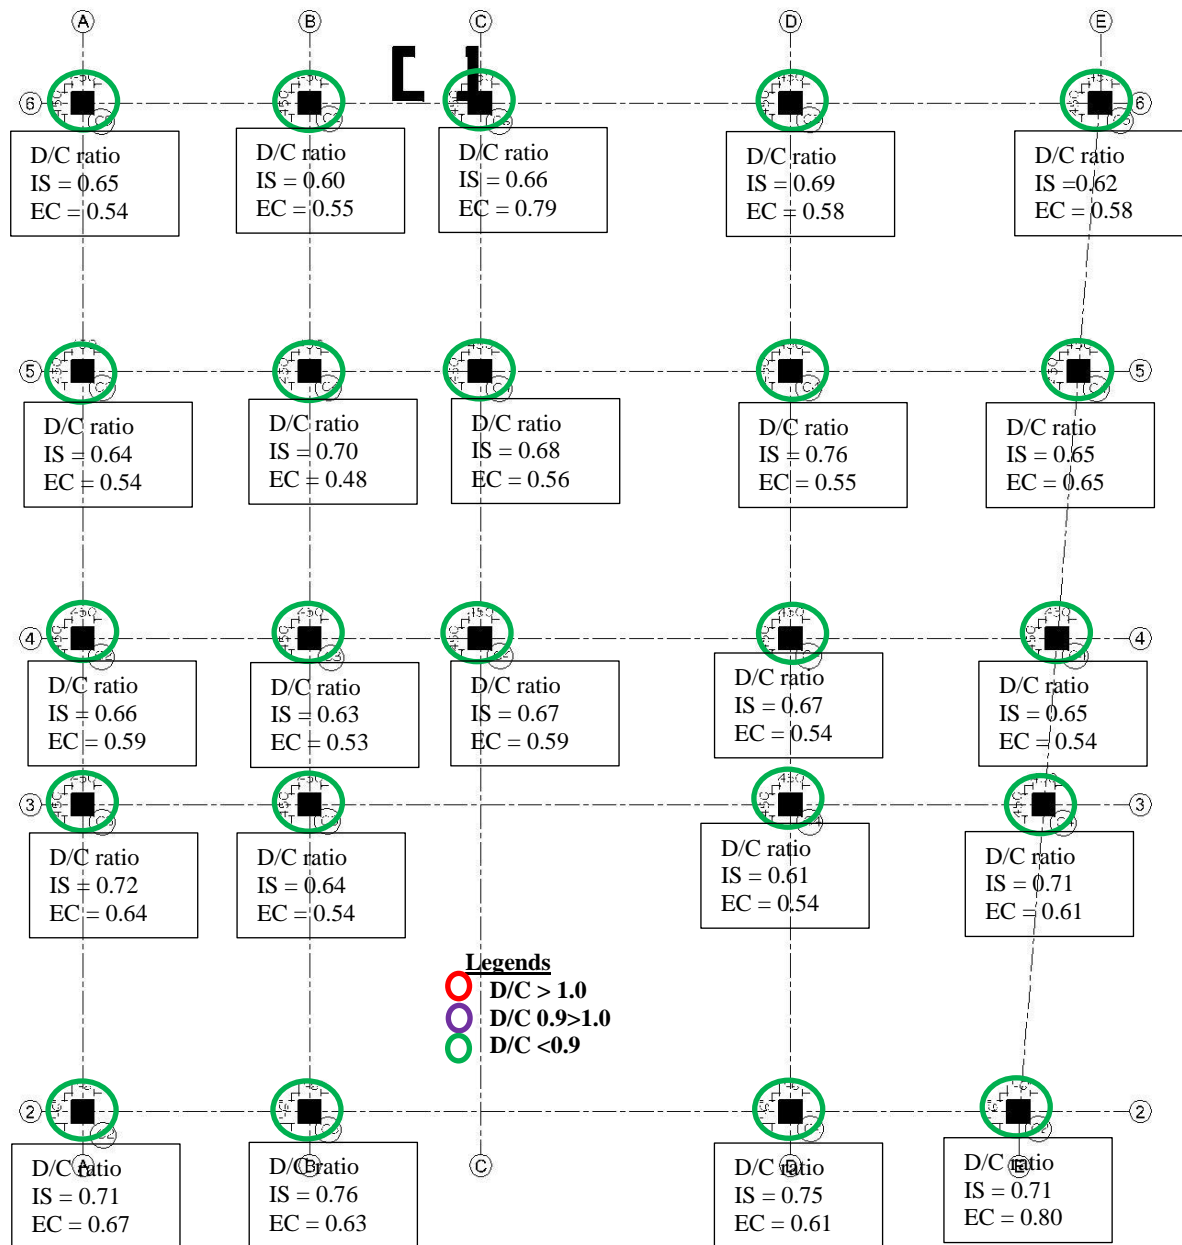 A
B
C
D
E
6
6
D/C ratio
IS = 0.65
EC = 0.54
D/C ratio
IS = 0.60
EC = 0.55
D/C ratio
IS = 0.66
EC = 0.79
D/C ratio
IS = 0.69
EC = 0.58
D/C ratio
IS =0.62
EC = 0.58
5
5
D/C ratio
IS = 0.64
EC = 0.54
D/C ratio
IS = 0.70
EC = 0.48
D/C ratio
IS = 0.68
EC = 0.56
D/C ratio
IS = 0.76
EC = 0.55
D/C ratio
IS = 0.65
EC = 0.65
4
4
D/C ratio
IS = 0.66
EC = 0.59
D/C ratio
IS = 0.63
EC = 0.53
D/C ratio
IS = 0.67
EC = 0.59
D/C ratio
IS = 0.67
EC = 0.54
D/C ratio
IS = 0.65
EC = 0.54
3
3
D/C ratio
IS = 0.72
EC = 0.64
D/C ratio
IS = 0.64
EC = 0.54
D/C ratio
IS = 0.61
EC = 0.54
D/C ratio
IS = 0.71
EC = 0.61
Legends
D/C > 1.0
D/C 0.9>1.0
D/C <0.9
2
2
D/C ratio
IS = 0.71
EC = 0.67
D/C ratio
IS = 0.76
EC = 0.63
D/C ratio
IS = 0.75
EC = 0.61
D/C ratio
IS = 0.71
EC = 0.80
A
B
C
D
E